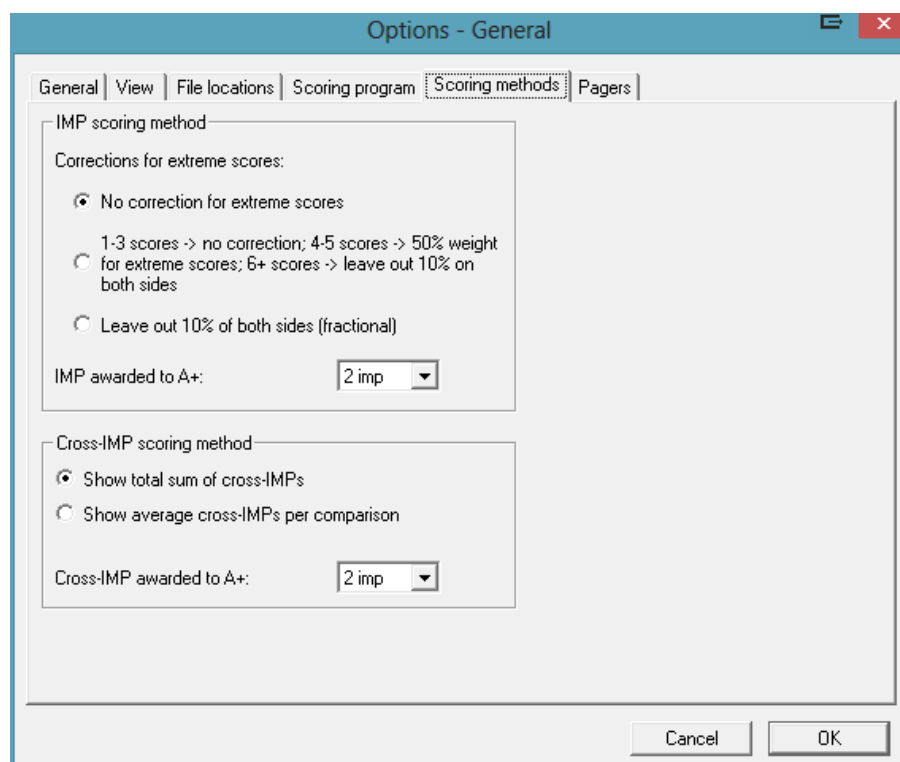 Options - General
General
View
File locations
Scoring program
Scoring methods
Pagers
IMP scoring method
Corrections for extreme scores:
No correction for extreme scores
1-3 scores -> no correction; 4-5 scores -> 50% weight
for extreme scores; 6+ scores -> leave out 10% on
both sides
Leave out 10% of both sides (fractional)
IMP awarded to A+:
2 imp
Cross-IMP scoring method
Show total sum of cross-IMPs
Show average cross-IMPs per comparison
Cross-IMP awarded to A+:
2 imp
Cancel
OK